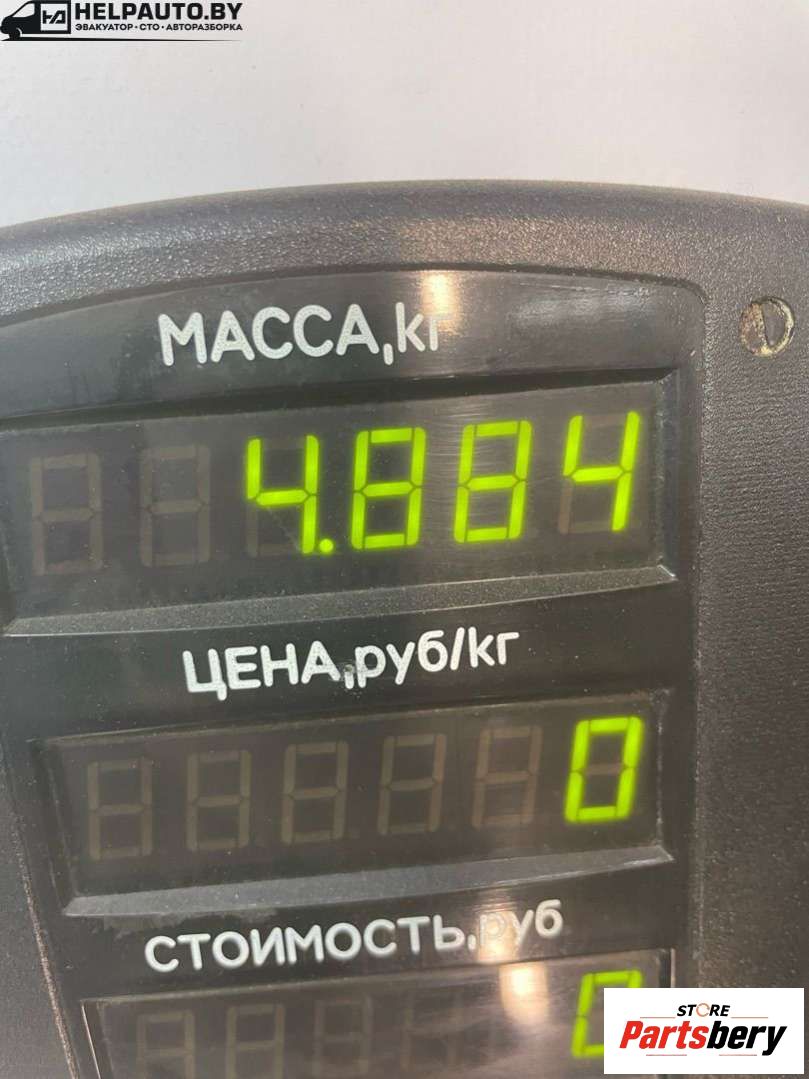 HELPAUTO.BY
ЭВАКУАТОР•СТО•АВТОРАЗБОРКА
МАССА,кг
4.884
ЦЕНА,руб/кг
0
СТОИМОСТЬ,руб
0
STORE
Partsbery